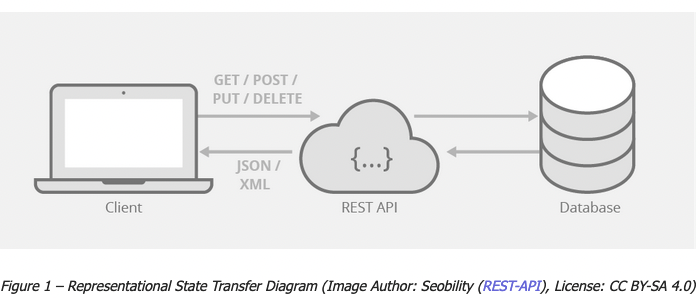 GET / POST /
PUT / DELETE
{...}
JSON /
XML
Client
REST API
Database
Figure 1 – Representational State Transfer Diagram (Image Author: Seobility (REST-API), License: CC BY-SA 4.0)